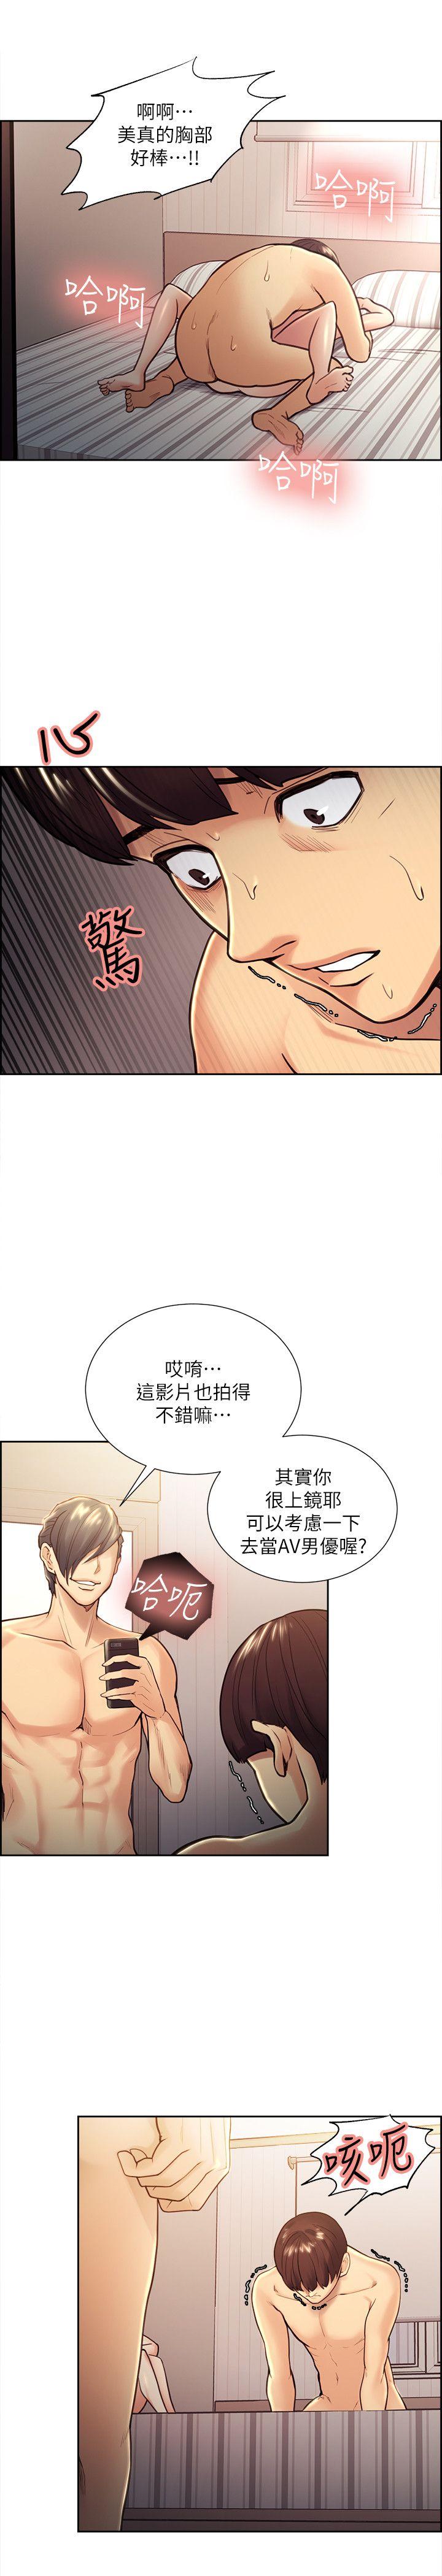 啊啊…
美真的胸部
好棒…!!
哈啊
哈啊
哈啊
驚
哎唷…
這影片也拍得
不錯嘛…
其實你
很上鏡耶
可以考慮一下
去當AV男優喔?
哈呃
咳呃